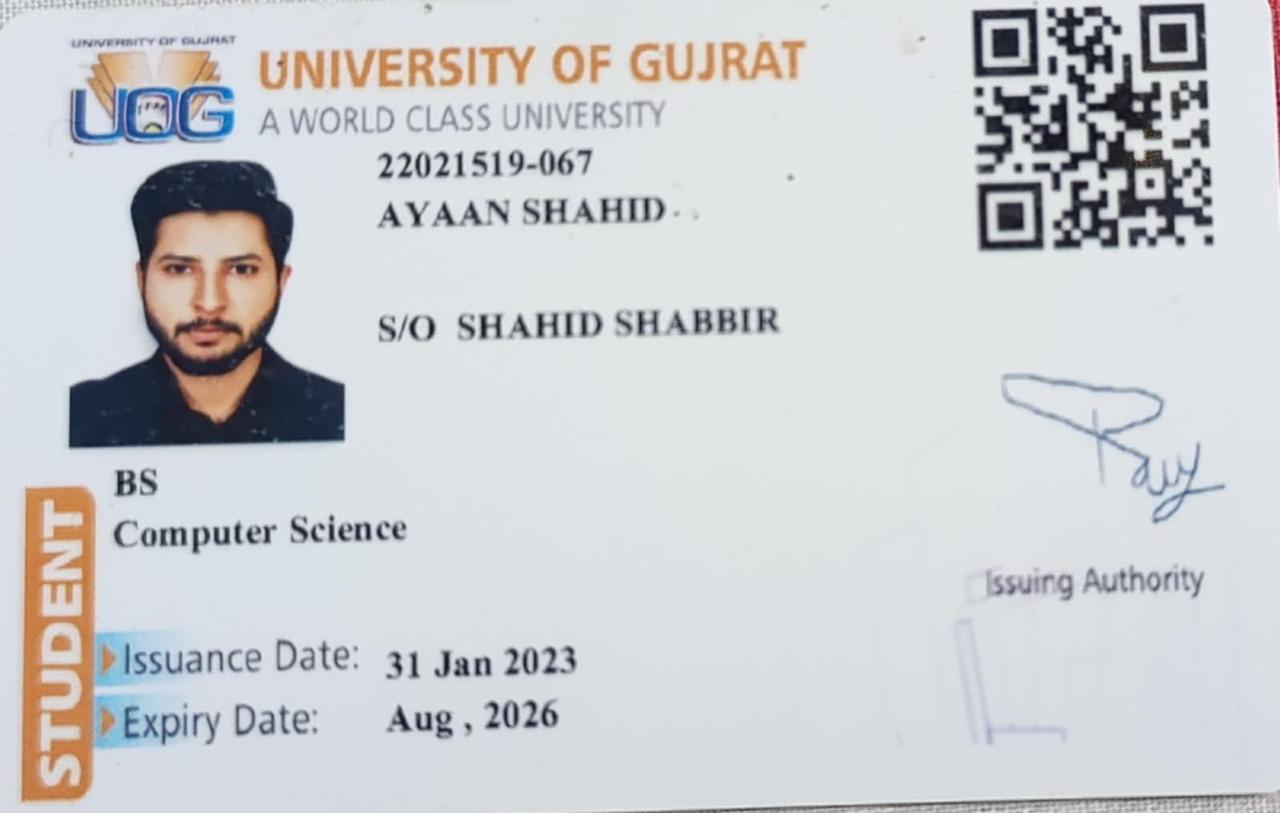 UNIVERSITY OF GUJRAT
UOG
UNIVERSITY OF GUJRAT
A WORLD CLASS UNIVERSITY
22021519-067
AYAAN SHAHID
S/O SHAHID SHABBIR
BS
Computer Science
STUDENT
Issuance Date: 31 Jan 2023
Expiry Date: Aug , 2026
Issuing Authority